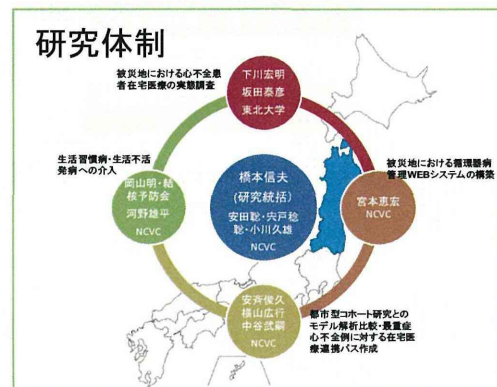 研究体制
被災地における心不全患
者在宅医療の実態調査
下川宏明
坂田泰彦
東北大学
生活習慣病・生活不活
発病への介入
岡山明・結
核予防会
河野雄平
NCVC
橋本信夫
(研究統括)
安田聡・宍戸稔
聡・小川久雄
NCVC
被災地における循環器病
管理WEBシステムの構築
宮本恵宏
NCVC
安斉俊久
横山広行
中谷武嗣
NCVC
都市型コホート研究との
モデル解析比較・最重症
心不全例に対する在宅医
療連携パス作成